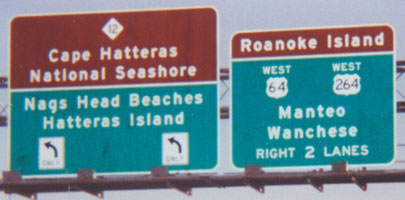 12
Cape Hatteras
National Seashore
Nags Head Beaches
Hatteras Island
ONLY
ONLY
Roanoke Island
WEST WEST
64 264
Manteo
Wanchese
RIGHT 2 LANES